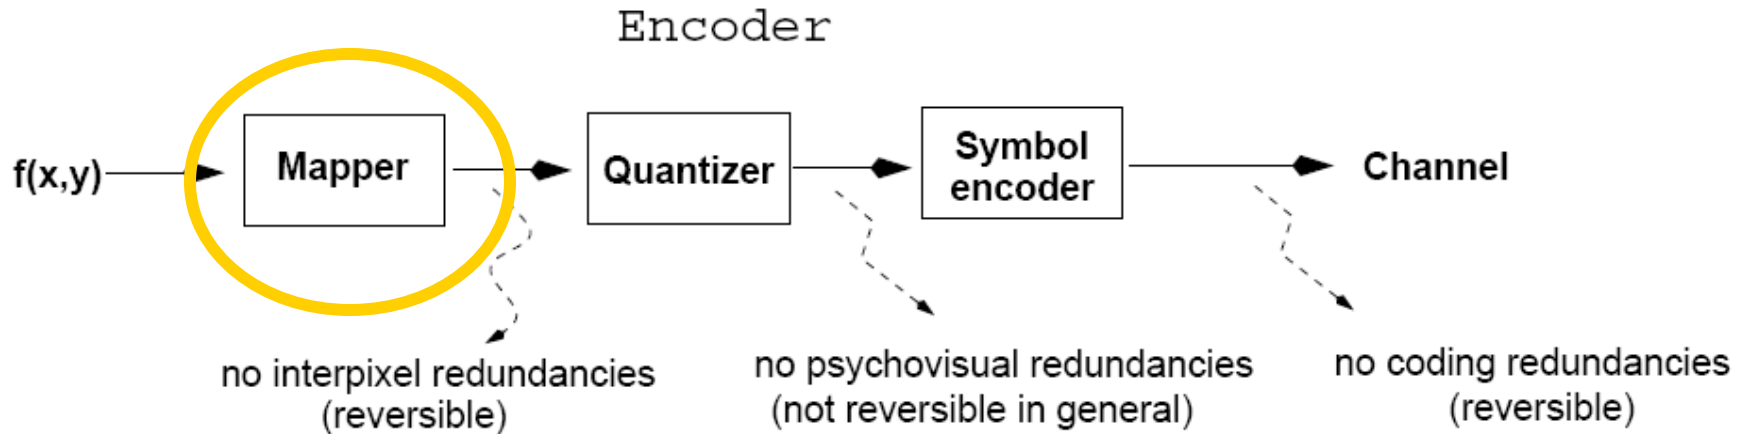 Encoder
f(x,y)
Mapper
Quantizer
Symbol
encoder
Channel
no interpixel redundancies
(reversible)
no psychovisual redundancies
(not reversible in general)
no coding redundancies
(reversible)